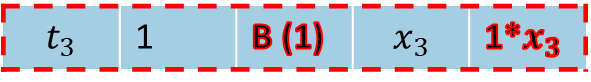 t₃ 1 B (1) x₃ 1*x₃